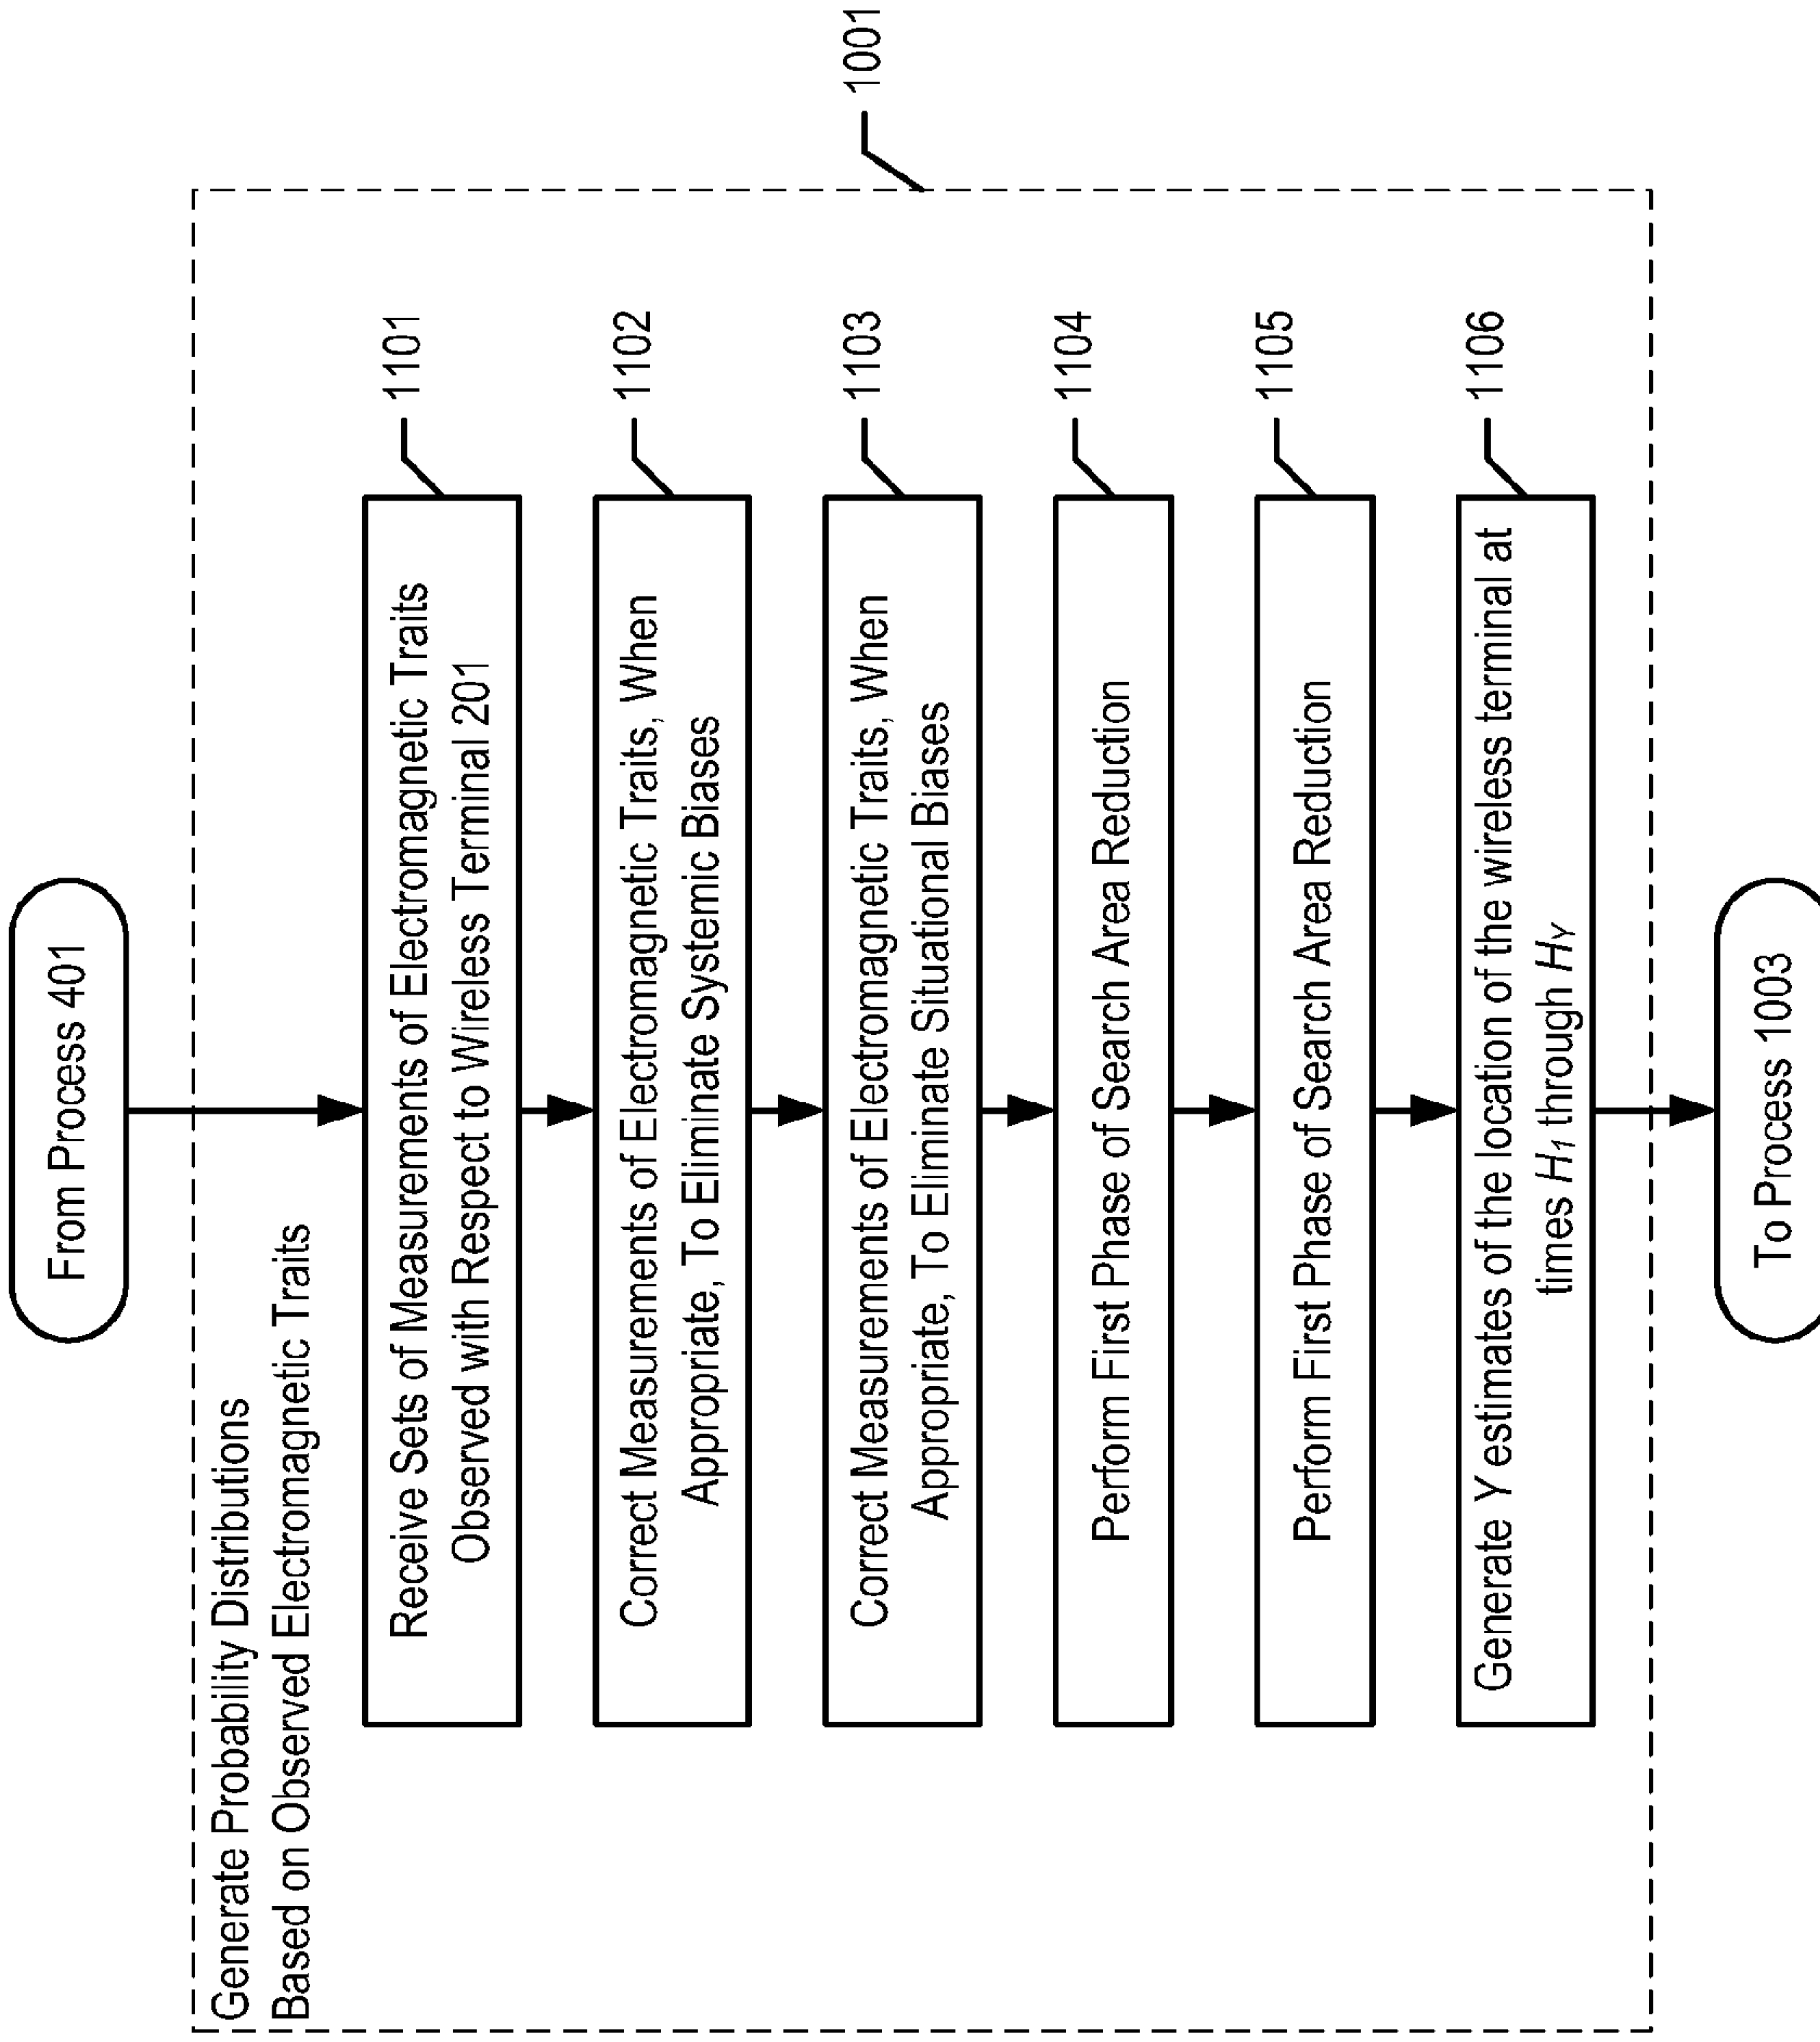 From Process 401
Generate Probability Distributions
Based on Observed Electromagnetic Traits
1001
Receive Sets of Measurements of Electromagnetic Traits
Observed with Respect to Wireless Terminal 201
1101
Correct Measurements of Electromagnetic Traits, When
Appropriate, To Eliminate Systemic Biases
1102
Correct Measurements of Electromagnetic Traits, When
Appropriate, To Eliminate Situational Biases
1103
Perform First Phase of Search Area Reduction
1104
Perform First Phase of Search Area Reduction
1105
Generate Y estimates of the location of the wireless terminal at
times H1 through HY
1106
To Process 1003